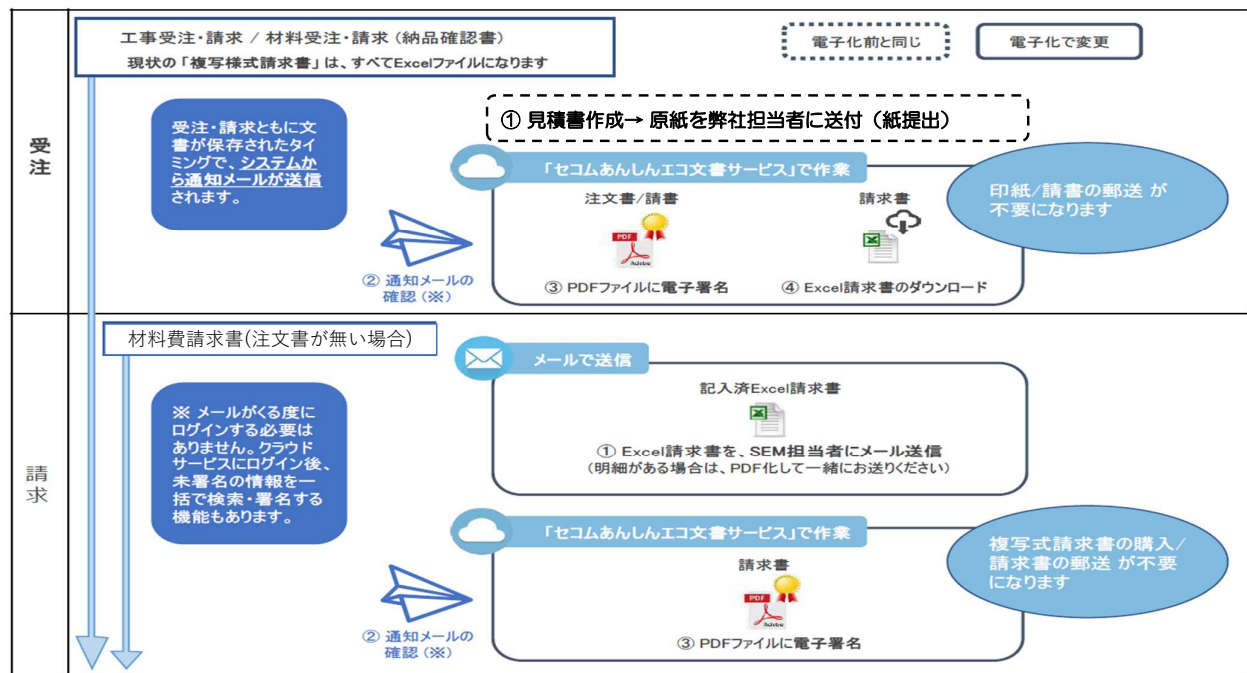 工事受注・請求 / 材料受注・請求 (納品確認書)
現状の「複写様式請求書」は、すべてExcelファイルになります
電子化前と同じ
電子化で変更
受注
受注・請求ともに文
書が保存されたタイ
ミングで、システムか
ら通知メールが送信
されます。
① 見積書作成→ 原紙を弊社担当者に送付（紙提出）
「セコムあんしんエコ文書サービス」で作業
注文書/請書
請求書
PDF
Adobe
② 通知メールの
確認（※）
③ PDFファイルに電子署名
④ Excel請求書のダウンロード
印紙/請書の郵送 が
不要になります
請求
材料費請求書(注文書が無い場合)
※ メールがくる度に
ログインする必要は
ありません。クラウド
サービスにログイン後、
未署名の情報を一
括で検索・署名する
機能もあります。
メールで送信
記入済Excel請求書
① Excel請求書を、SEM担当者にメール送信
（明細がある場合は、PDF化して一緒にお送りください）
「セコムあんしんエコ文書サービス」で作業
請求書
PDF
Adobe
② 通知メールの
確認（※）
③ PDFファイルに電子署名
複写式請求書の購入/
請求書の郵送 が不要
になります